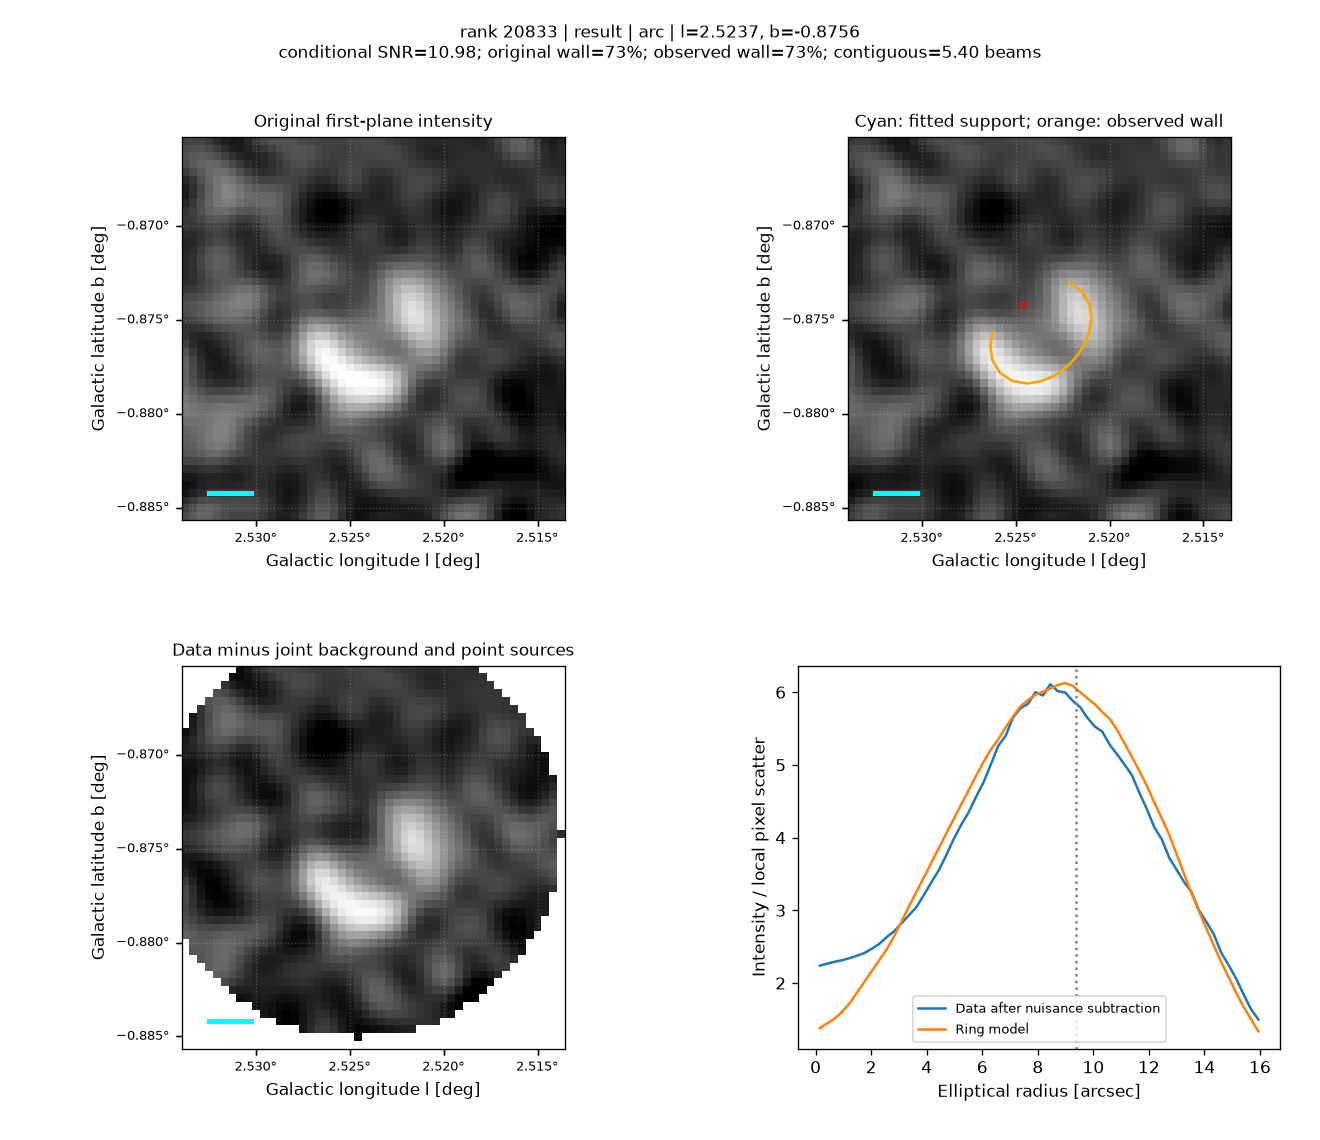 rank 20833 | result | arc | l=2.5237, b=-0.8756
conditional SNR=10.98; original wall=73%; observed wall=73%; contiguous=5.40 beams
Original first-plane intensity
−0.870°
−0.875°
−0.880°
−0.885°
2.530°
2.525°
2.520°
2.515°
Galactic longitude l [deg]
Galactic latitude b [deg]
Cyan: fitted support; orange: observed wall
−0.870°
−0.875°
−0.880°
−0.885°
2.530°
2.525°
2.520°
2.515°
Galactic longitude l [deg]
Galactic latitude b [deg]
Data minus joint background and point sources
−0.870°
−0.875°
−0.880°
−0.885°
2.530°
2.525°
2.520°
2.515°
Galactic longitude l [deg]
Galactic latitude b [deg]
6
5
4
3
2
0
2
4
6
8
10
12
14
16
Elliptical radius [arcsec]
Intensity / local pixel scatter
Data after nuisance subtraction
Ring model